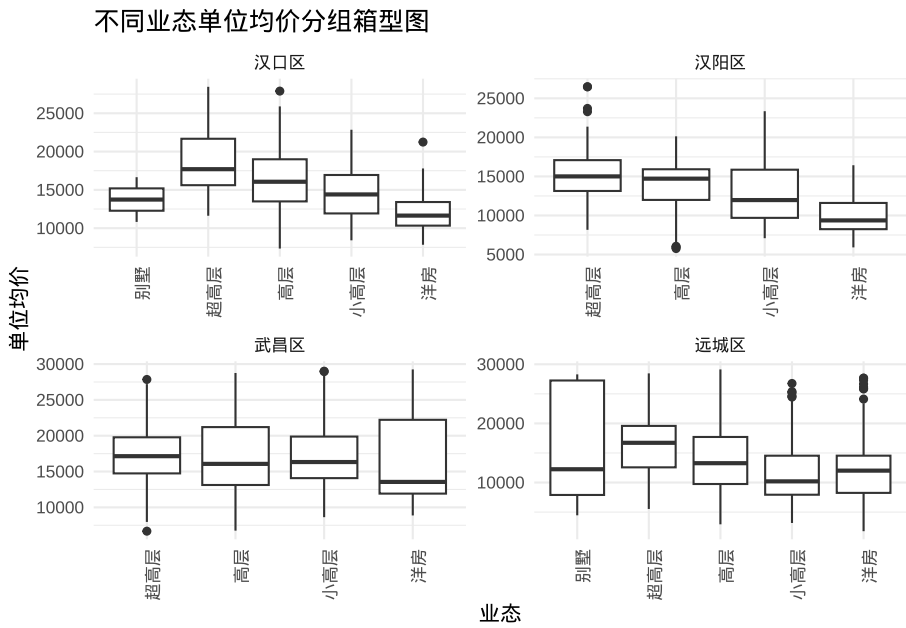 不同业态单位均价分组箱型图
汉口区
25000
20000
15000
10000
别墅
超高层
高层
小高层
洋房
汉阳区
25000
20000
15000
10000
5000
超高层
高层
小高层
洋房
单位均价
武昌区
30000
25000
20000
15000
10000
超高层
高层
小高层
洋房
远城区
30000
20000
10000
别墅
超高层
高层
小高层
洋房
业态